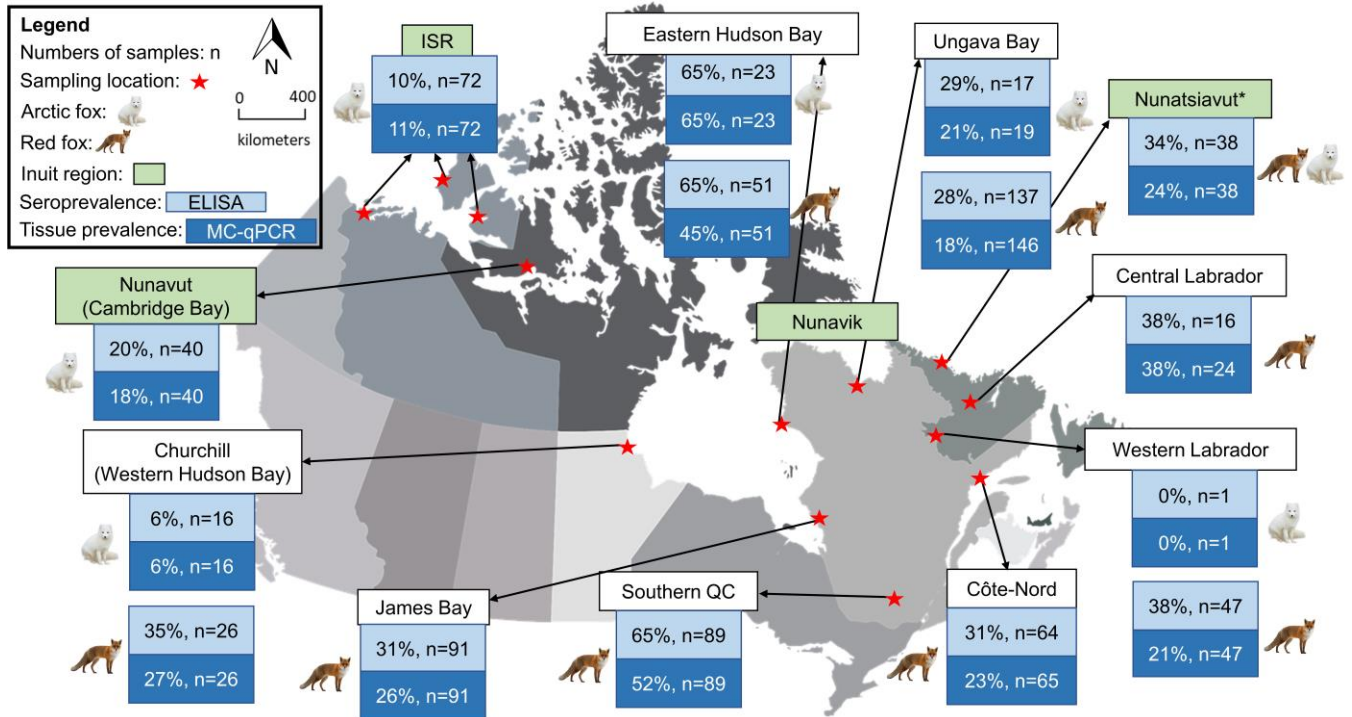 Legend
Numbers of samples: n
Sampling location:
Arctic fox:
Red fox:
Inuit region:
Seroprevalence: ELISA
Tissue prevalence: MC-qPCR
N
0 400
kilometers
ISR
10%, n=72
11%, n=72
Eastern Hudson Bay
65%, n=23
65%, n=23
65%, n=51
45%, n=51
Ungava Bay
29%, n=17
21%, n=19
28%, n=137
18%, n=146
Nunatsiavut*
34%, n=38
24%, n=38
Nunavut
(Cambridge Bay)
20%, n=40
18%, n=40
Nunavik
Central Labrador
38%, n=16
38%, n=24
Churchill
(Western Hudson Bay)
6%, n=16
6%, n=16
35%, n=26
27%, n=26
James Bay
31%, n=91
26%, n=91
Southern QC
65%, n=89
52%, n=89
Côte-Nord
31%, n=64
23%, n=65
Western Labrador
0%, n=1
0%, n=1
38%, n=47
21%, n=47